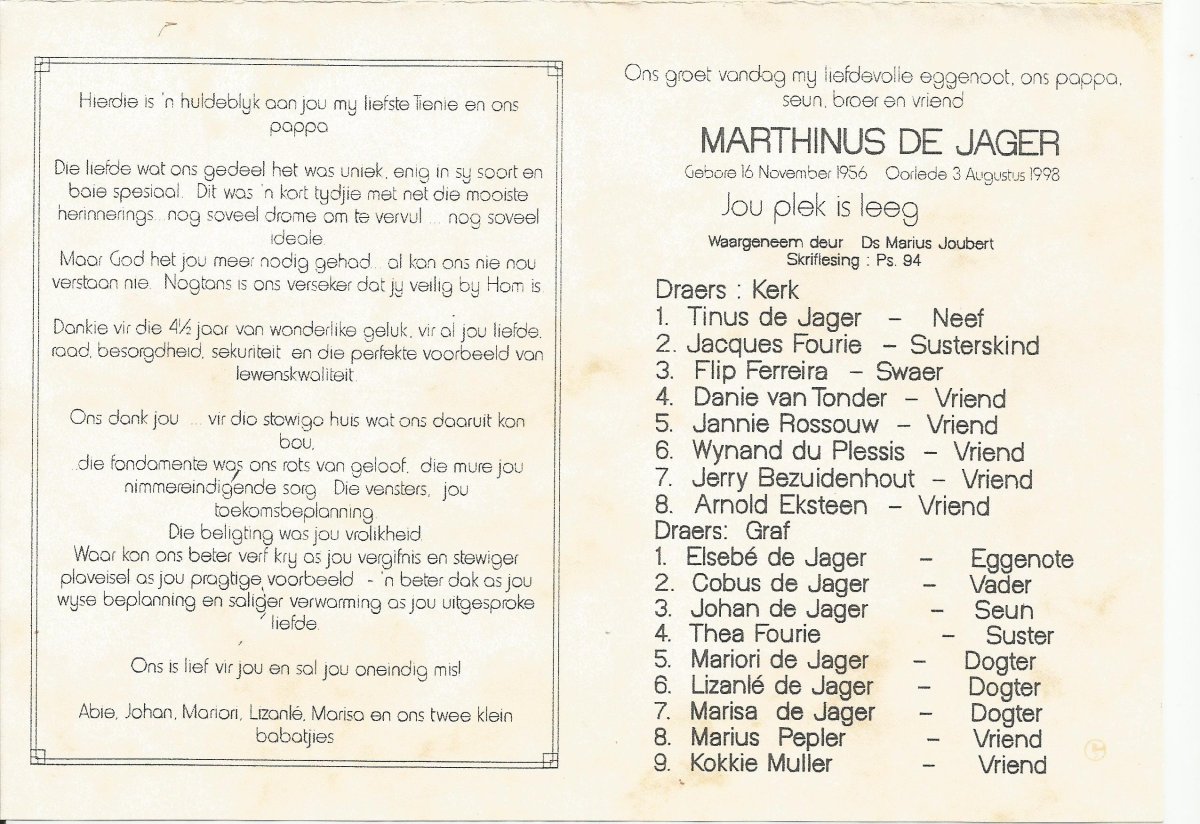 Hierdie is 'n huldeblyk aan jou my liefste Tienie en ons
pappa
Die liefde wat ons gedeel het was uniek, enig in sy soort en
baie spesiaal. Dit was 'n kort tydjie met net die mooiste
herinnerings...nog soveel drome om te vervul ... nog soveel
ideale.
Maar God het jou meer nodig gehad... al kan ons nie nou
verstaan nie. Nogtans is ons verseker dat jy veilig by Hom is.
Dankie vir die 4½ jaar van wonderlike geluk, vir al jou liefde,
raad, besorgdheid, sekuriteit en die perfekte voorbeeld van
lewenskwaliteit.
Ons dank jou ... vir die stewige huis wat ons daaruit kon
bou,
..die fondamente was ons rots van geloof, die mure jou
nimmereindigende sorg. Die vensters, jou
toekomsbeplanning.
Die beligting was jou vrolikheid.
Waar kon ons beter verf kry as jou vergifnis en stewiger
plaveisel as jou pragtige voorbeeld - 'n beter dak as jou
wyse beplanning en saliger verwarming as jou uitgesproke
liefde.
Ons is lief vir jou en sal jou oneindig mis!
Abie, Johan, Mariori, Lizanlé, Marisa en ons twee klein
babatjies
Ons groet vandag my liefdevolle eggenoot, ons pappa,
seun, broer en vriend
MARTHINUS DE JAGER
Gebore 16 November 1956 Oorlede 3 Augustus 1998
Jou plek is leeg
Waargeneem deur Ds Marius Joubert
Skriflesing : Ps. 94
Draers : Kerk
1. Tinus de Jager – Neef
2. Jacques Fourie – Susterskind
3. Flip Ferreira – Swaer
4. Danie van Tonder – Vriend
5. Jannie Rossouw – Vriend
6. Wynand du Plessis – Vriend
7. Jerry Bezuidenhout – Vriend
8. Arnold Eksteen – Vriend
Draers: Graf
1. Elsebé de Jager – Eggenote
2. Cobus de Jager – Vader
3. Johan de Jager – Seun
4. Thea Fourie – Suster
5. Mariori de Jager – Dogter
6. Lizanlé de Jager – Dogter
7. Marisa de Jager – Dogter
8. Marius Pepler – Vriend
9. Kokkie Muller – Vriend